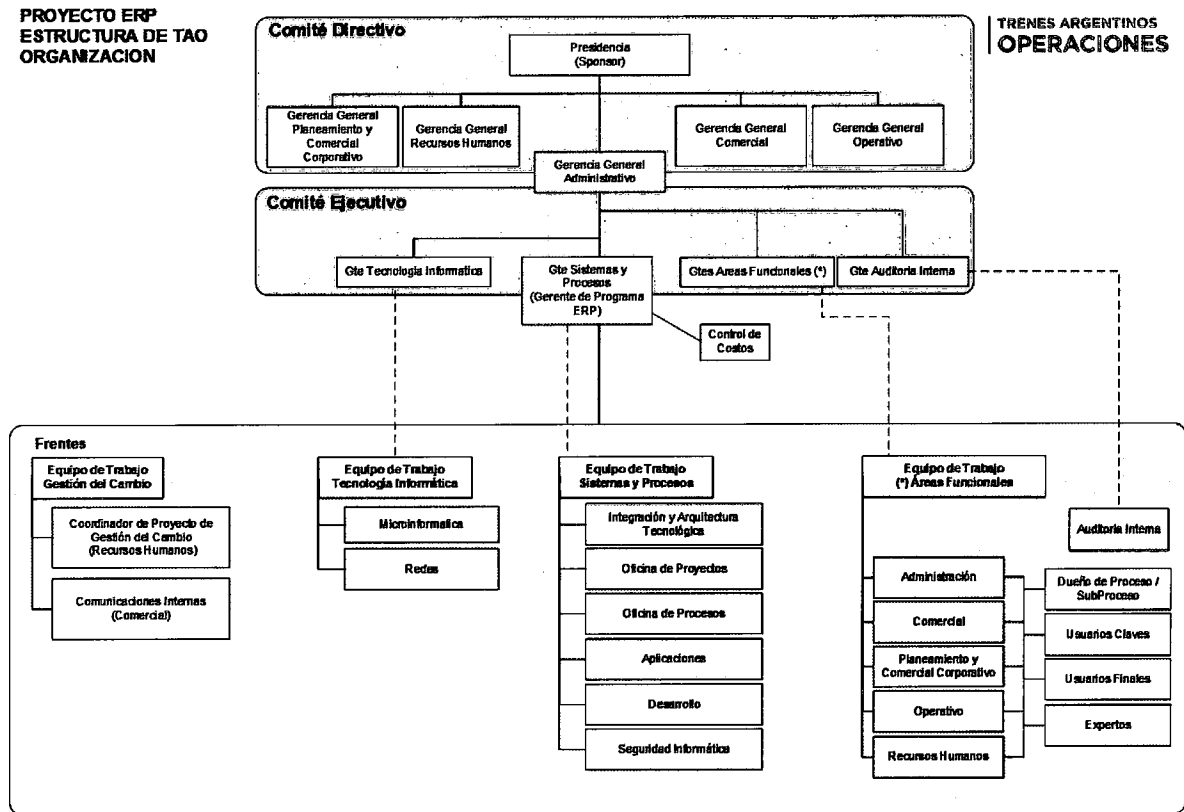 PROYECTO ERP
ESTRUCTURA DE TAO
ORGANIZACION
TRENES ARGENTINOS
OPERACIONES
Comité Directivo
Presidencia
(Sponsor)
Gerencia General
Planeamiento y
Comercial
Corporativo
Gerencia General
Recursos Humanos
Gerencia General
Comercial
Gerencia General
Operativo
Gerencia General
Administrativo
Comité Ejecutivo
Gte Tecnología Informatica
Gte Sistemas y
Procesos
(Gerente de Programa
ERP)
Gtes Areas Funcionales (*)
Gte Auditoria Interna
Control de
Costos
Frentes
Equipo de Trabajo
Gestión del Cambio
Coordinador de Proyecto de
Gestión del Cambio
(Recursos Humanos)
Comunicaciones Internas
(Comercial)
Equipo de Trabajo
Tecnología Informática
Microinformatica
Redes
Equipo de Trabajo
Sistemas y Procesos
Integración y Arquitectura
Tecnológica
Oficina de Proyectos
Oficina de Procesos
Aplicaciones
Desarrollo
Seguridad Informática
Equipo de Trabajo
(*) Áreas Funcionales
Administración
Comercial
Planeamiento y
Comercial Corporativo
Operativo
Recursos Humanos
Auditoria Interna
Dueño de Proceso /
SubProceso
Usuarios Claves
Usuarios Finales
Expertos